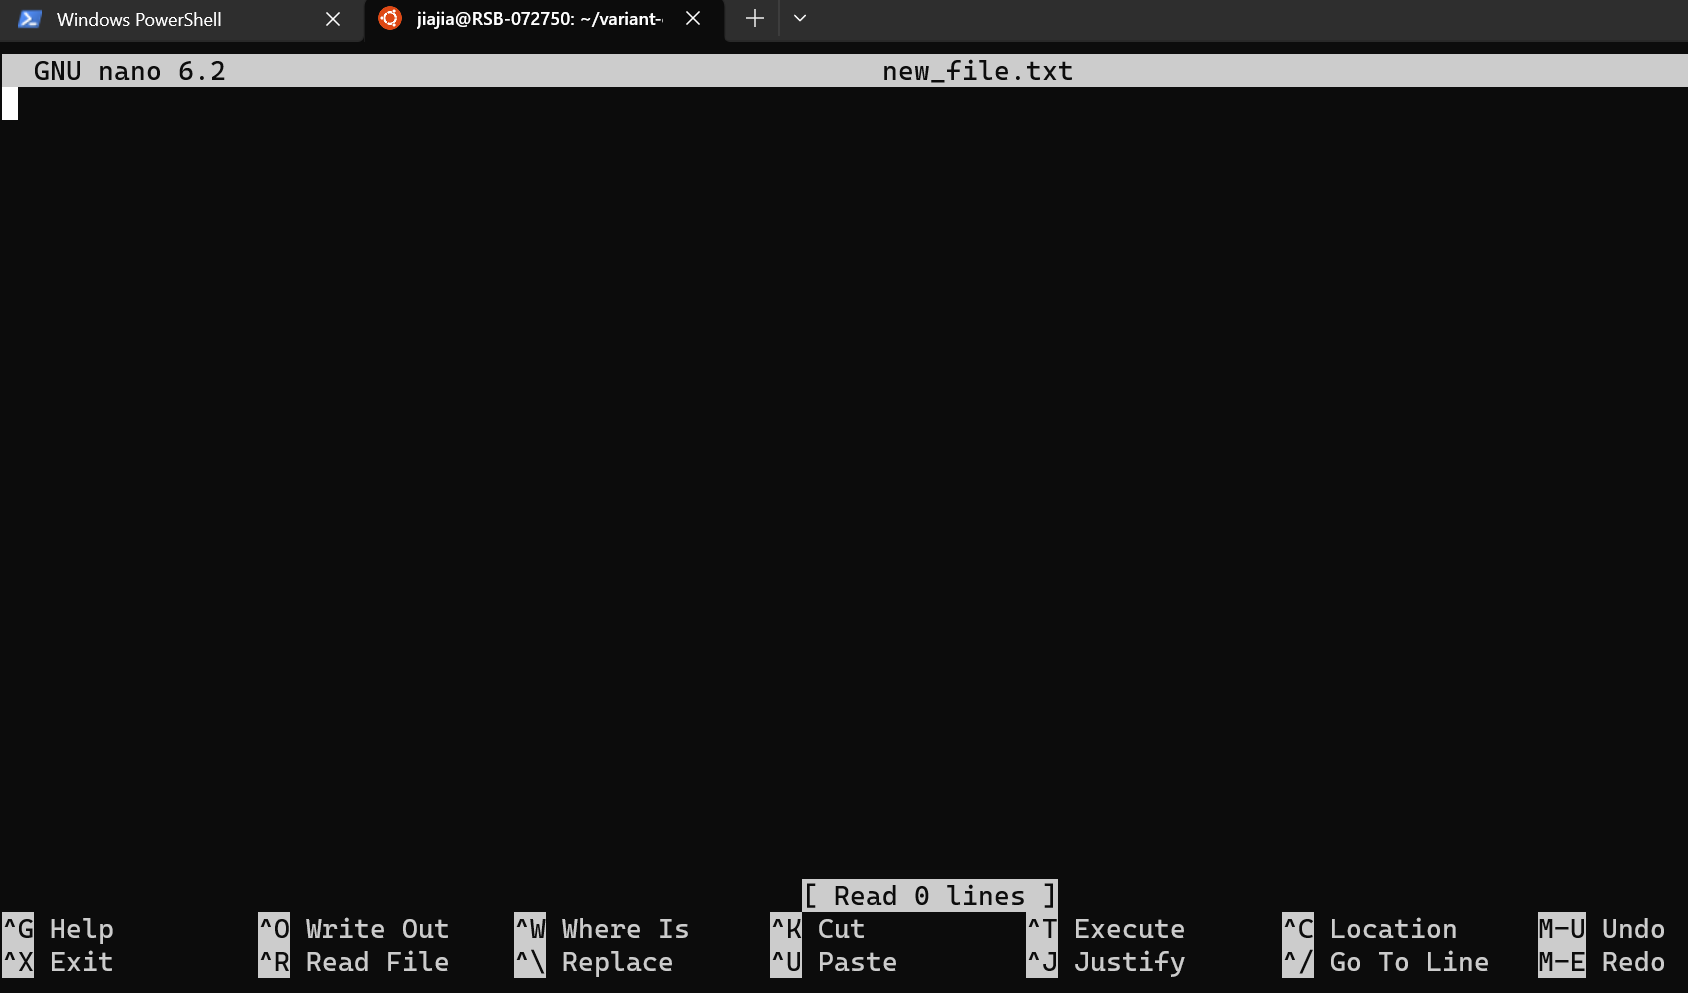 Windows PowerShell jiajia@RSB-072750: ~/variant-
GNU nano 6.2 new_file.txt
[ Read 0 lines ]
^G Help ^O Write Out ^W Where Is ^K Cut ^T Execute ^C Location M-U Undo
^X Exit ^R Read File ^\ Replace ^U Paste ^J Justify ^/ Go To Line M-E Redo